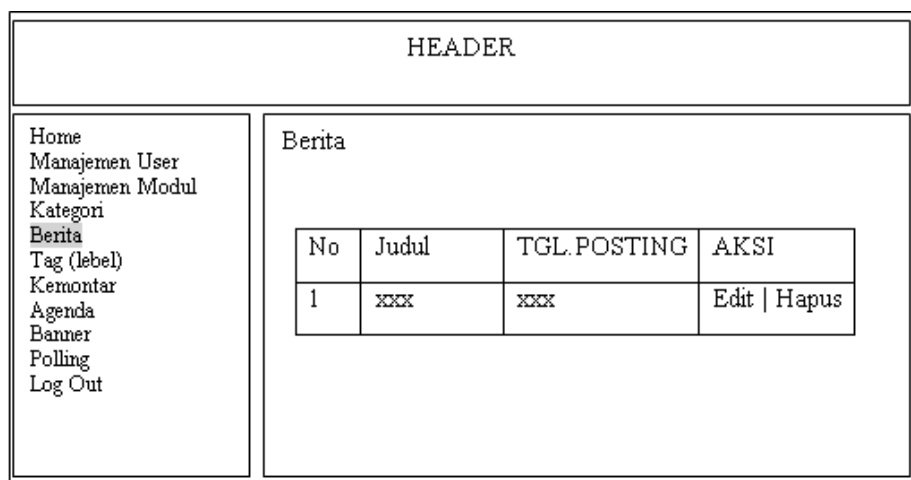 HEADER
Home
Manajemen User
Manajemen Modul
Kategori
Berita
Tag (lebel)
Kemontar
Agenda
Banner
Polling
Log Out
Berita
No Judul TGL.POSTING AKSI
1 xxx xxx Edit | Hapus